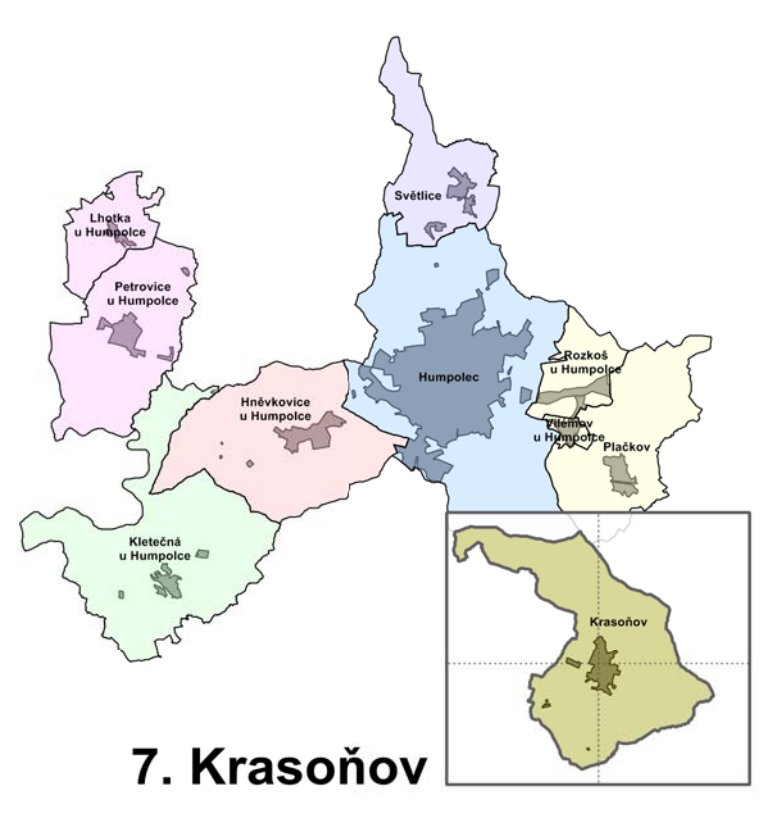 Světlice
Lhotka
u Humpolce
Petrovice
u Humpolce
Rozkoš
u Humpolce
Humpolec
Hněvkovice
u Humpolce
Vilémov
u Humpolce
Plačkov
Kletečná
u Humpolce
Krasoňov
7. Krasoňov